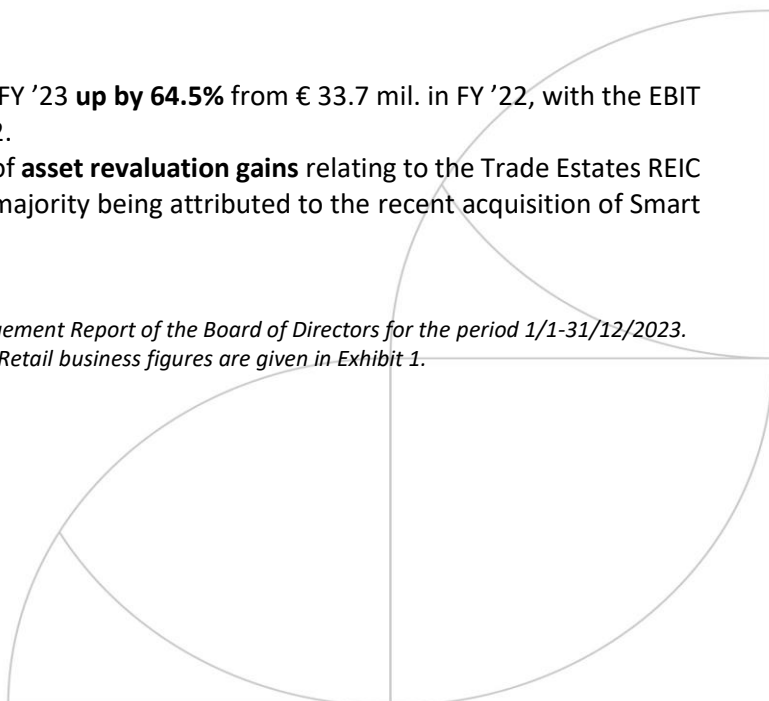 FY ’23 up by 64.5% from € 33.7 mil. in FY ’22, with the EBIT
2.
of asset revaluation gains relating to the Trade Estates REIC
majority being attributed to the recent acquisition of Smart
gement Report of the Board of Directors for the period 1/1-31/12/2023.
Retail business figures are given in Exhibit 1.